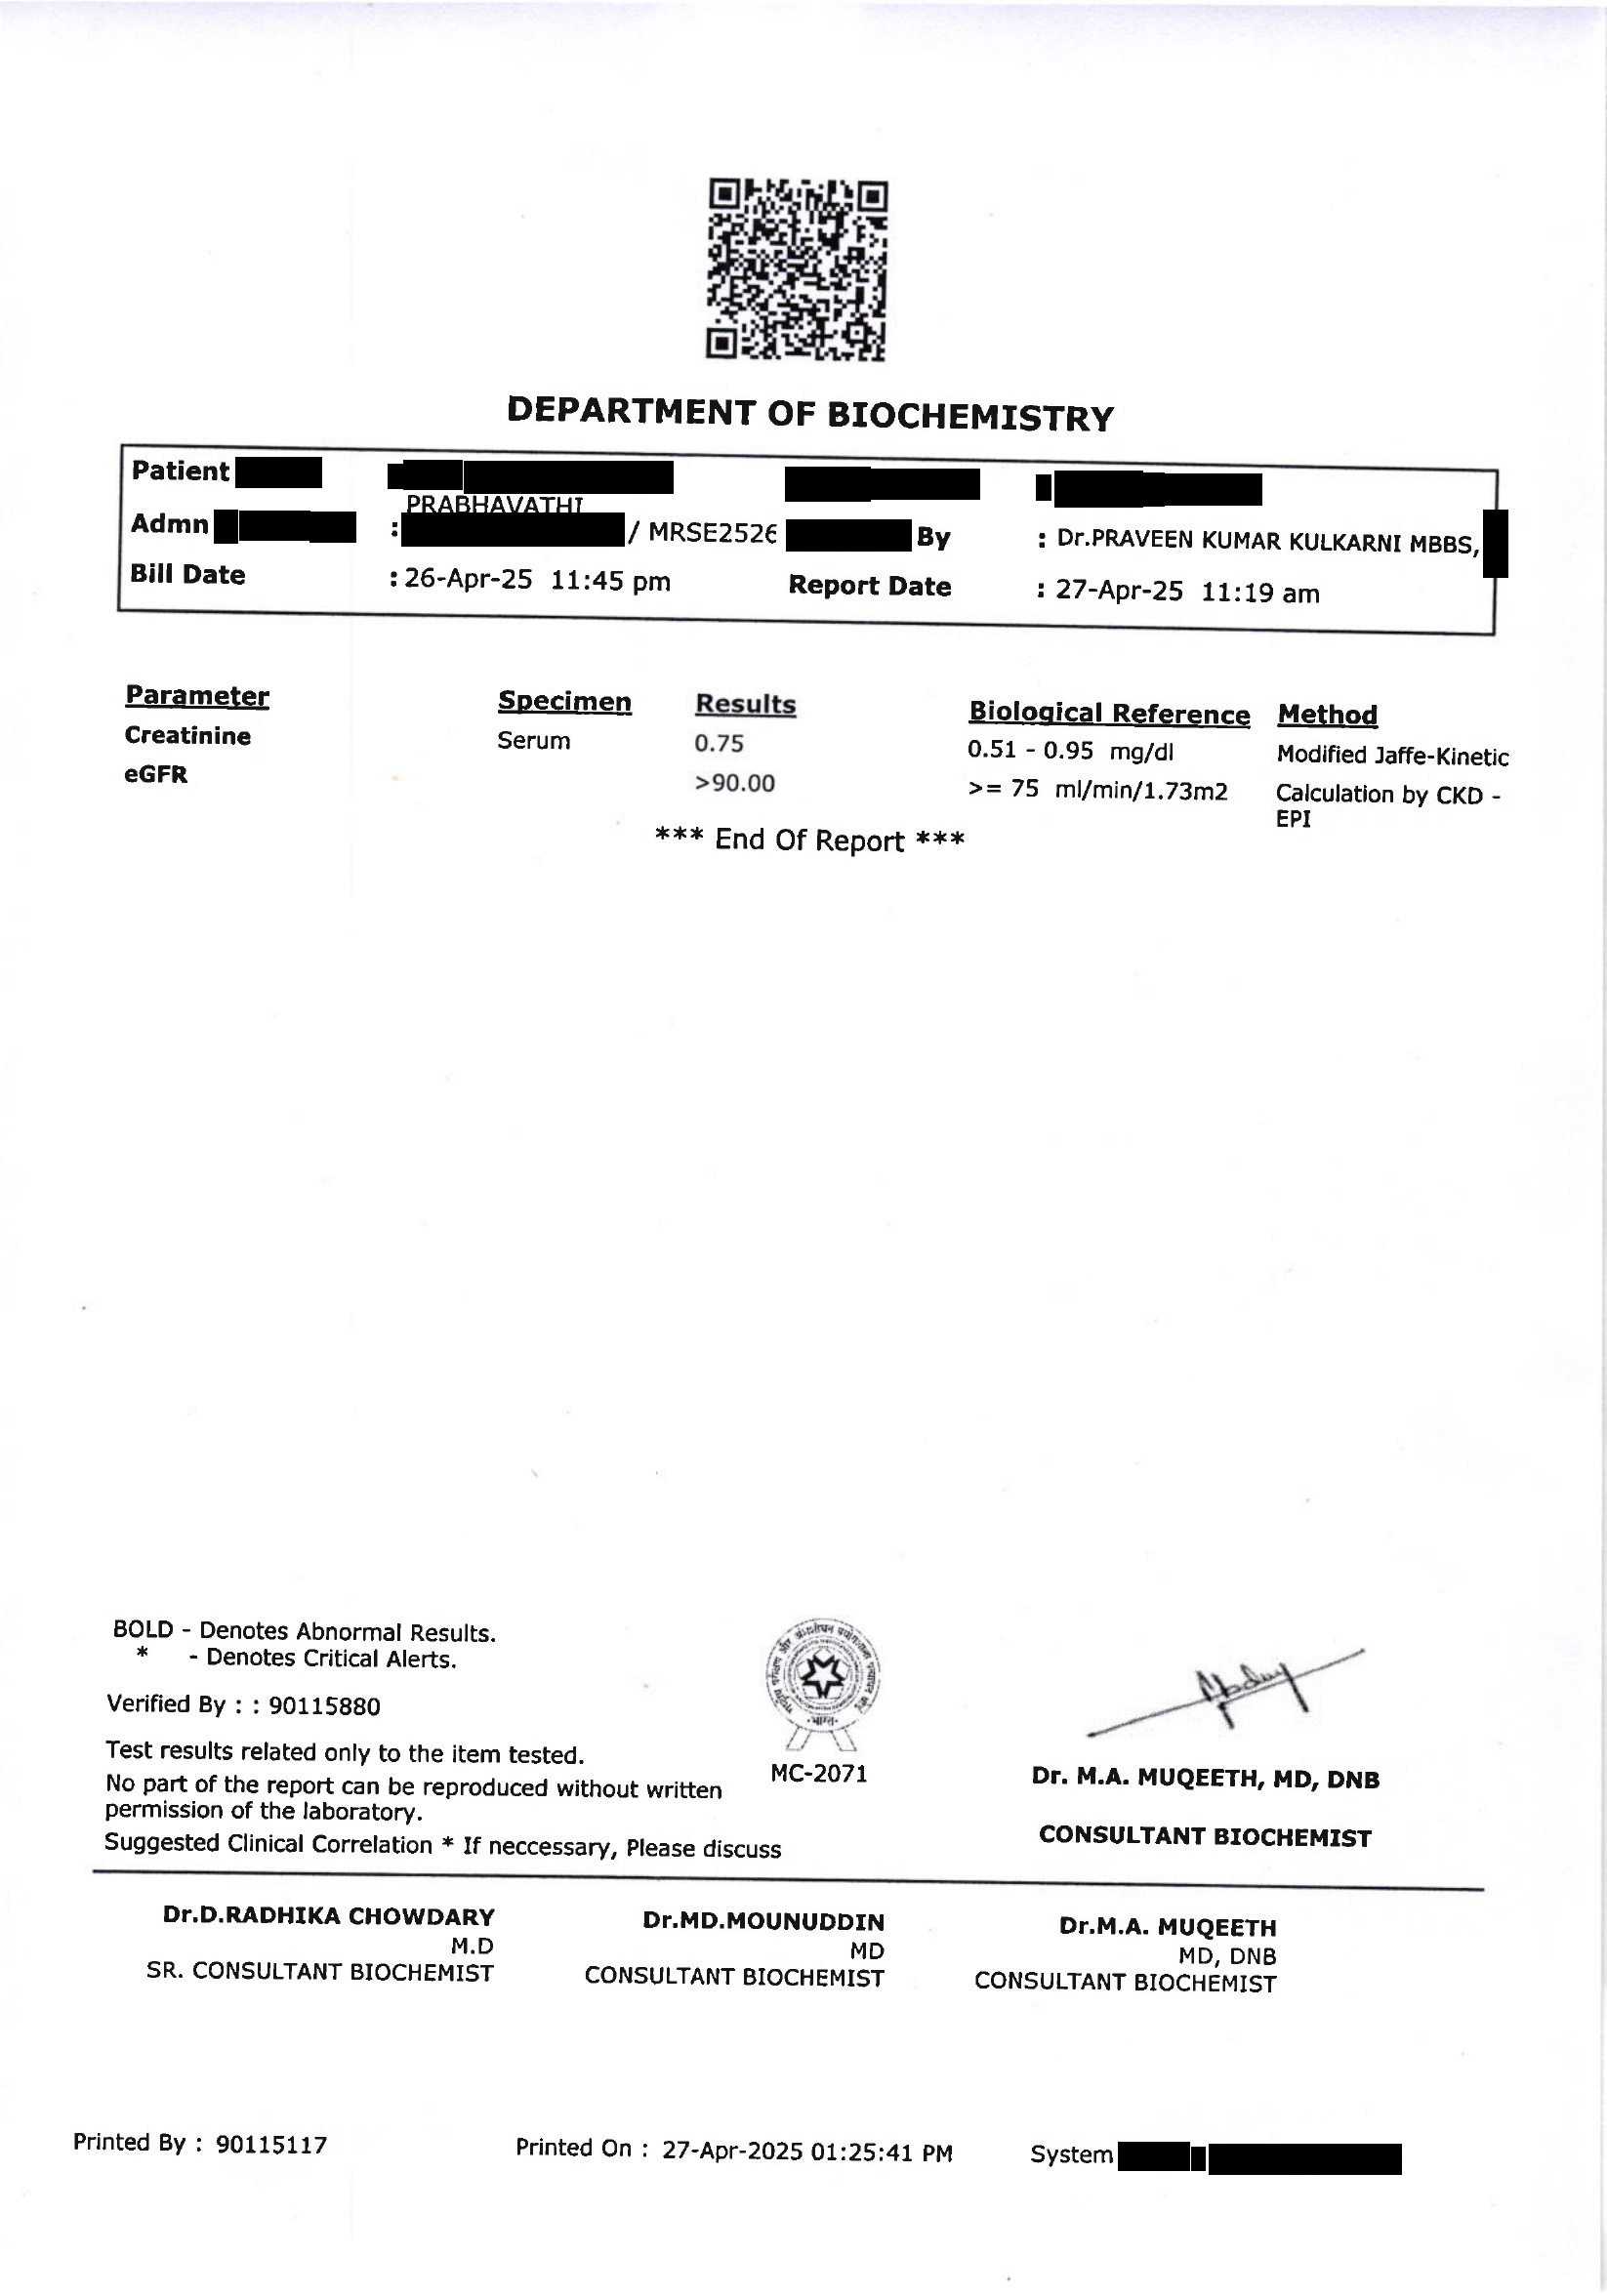 DEPARTMENT OF BIOCHEMISTRY
Patient
PRABHAVATHI
Admn : / MRSE2526 By : Dr.PRAVEEN KUMAR KULKARNI MBBS,
Bill Date : 26-Apr-25 11:45 pm Report Date : 27-Apr-25 11:19 am
Parameter Specimen Results Biological Reference Method
Creatinine Serum 0.75 0.51 - 0.95 mg/dl Modified Jaffe-Kinetic
eGFR >90.00 >= 75 ml/min/1.73m2 Calculation by CKD -
EPI
*** End Of Report ***
BOLD - Denotes Abnormal Results.
* - Denotes Critical Alerts.
Verified By : : 90115880
Test results related only to the item tested.
No part of the report can be reproduced without written
permission of the laboratory.
Suggested Clinical Correlation * If neccessary, Please discuss
भारत
MC-2071
Dr. M.A. MUQEETH, MD, DNB
CONSULTANT BIOCHEMIST
Dr.D.RADHIKA CHOWDARY
M.D
SR. CONSULTANT BIOCHEMIST
Dr.MD.MOUNUDDIN
MD
CONSULTANT BIOCHEMIST
Dr.M.A. MUQEETH
MD, DNB
CONSULTANT BIOCHEMIST
Printed By : 90115117 Printed On : 27-Apr-2025 01:25:41 PM System